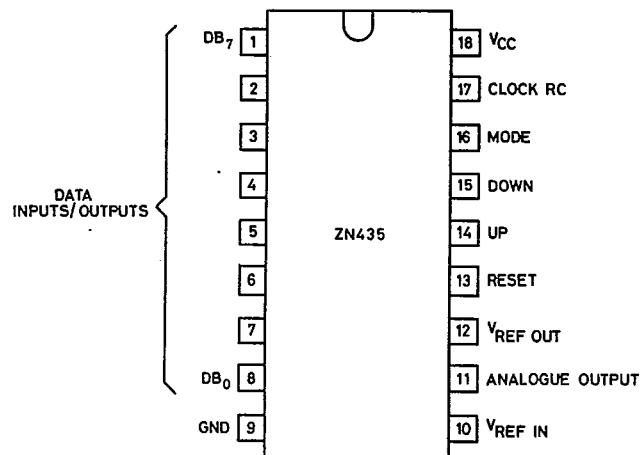 DB7 1
2
3
4
5
6
7
DB0 8
GND 9
DATA
INPUTS/OUTPUTS
ZN435
18 VCC
17 CLOCK RC
16 MODE
15 DOWN
14 UP
13 RESET
12 VREF OUT
11 ANALOGUE OUTPUT
10 VREF IN